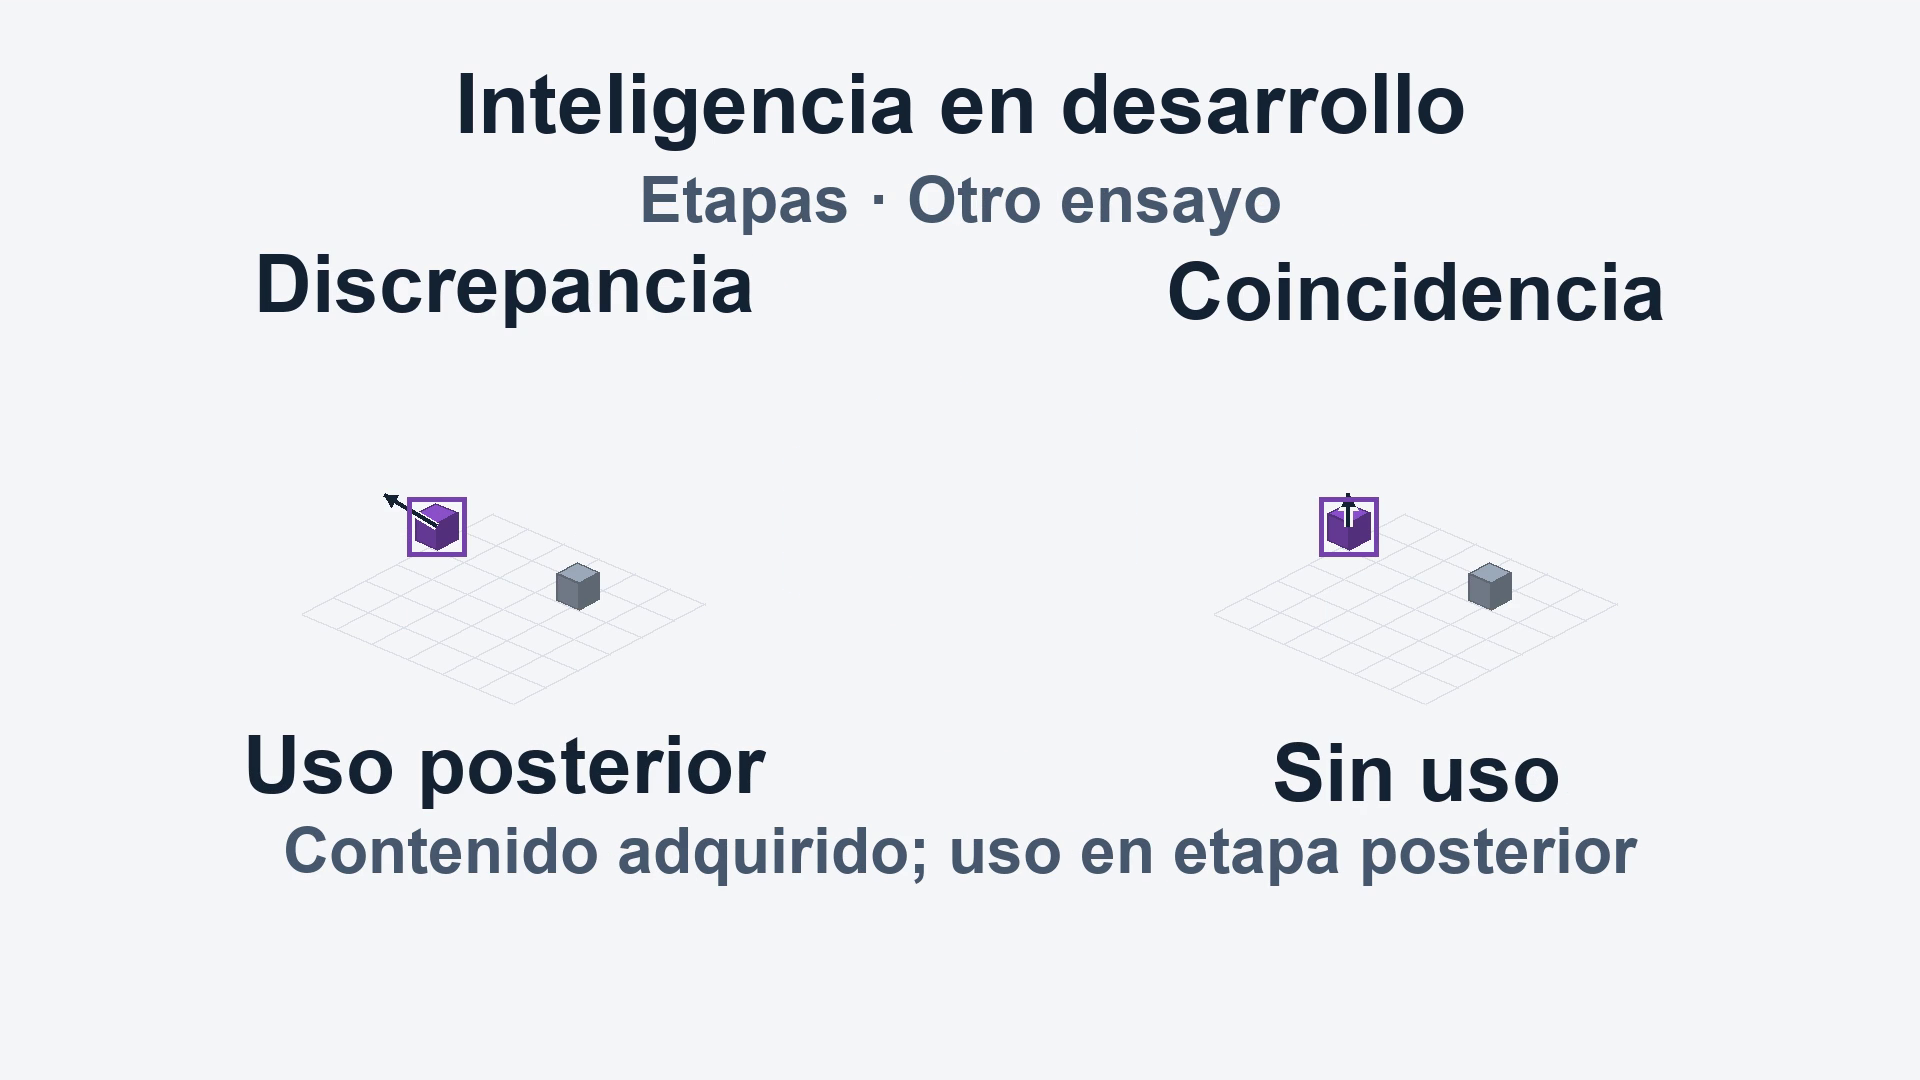 Inteligencia en desarrollo
Etapas · Otro ensayo
Discrepancia
Coincidencia
Uso posterior
Sin uso
Contenido adquirido; uso en etapa posterior